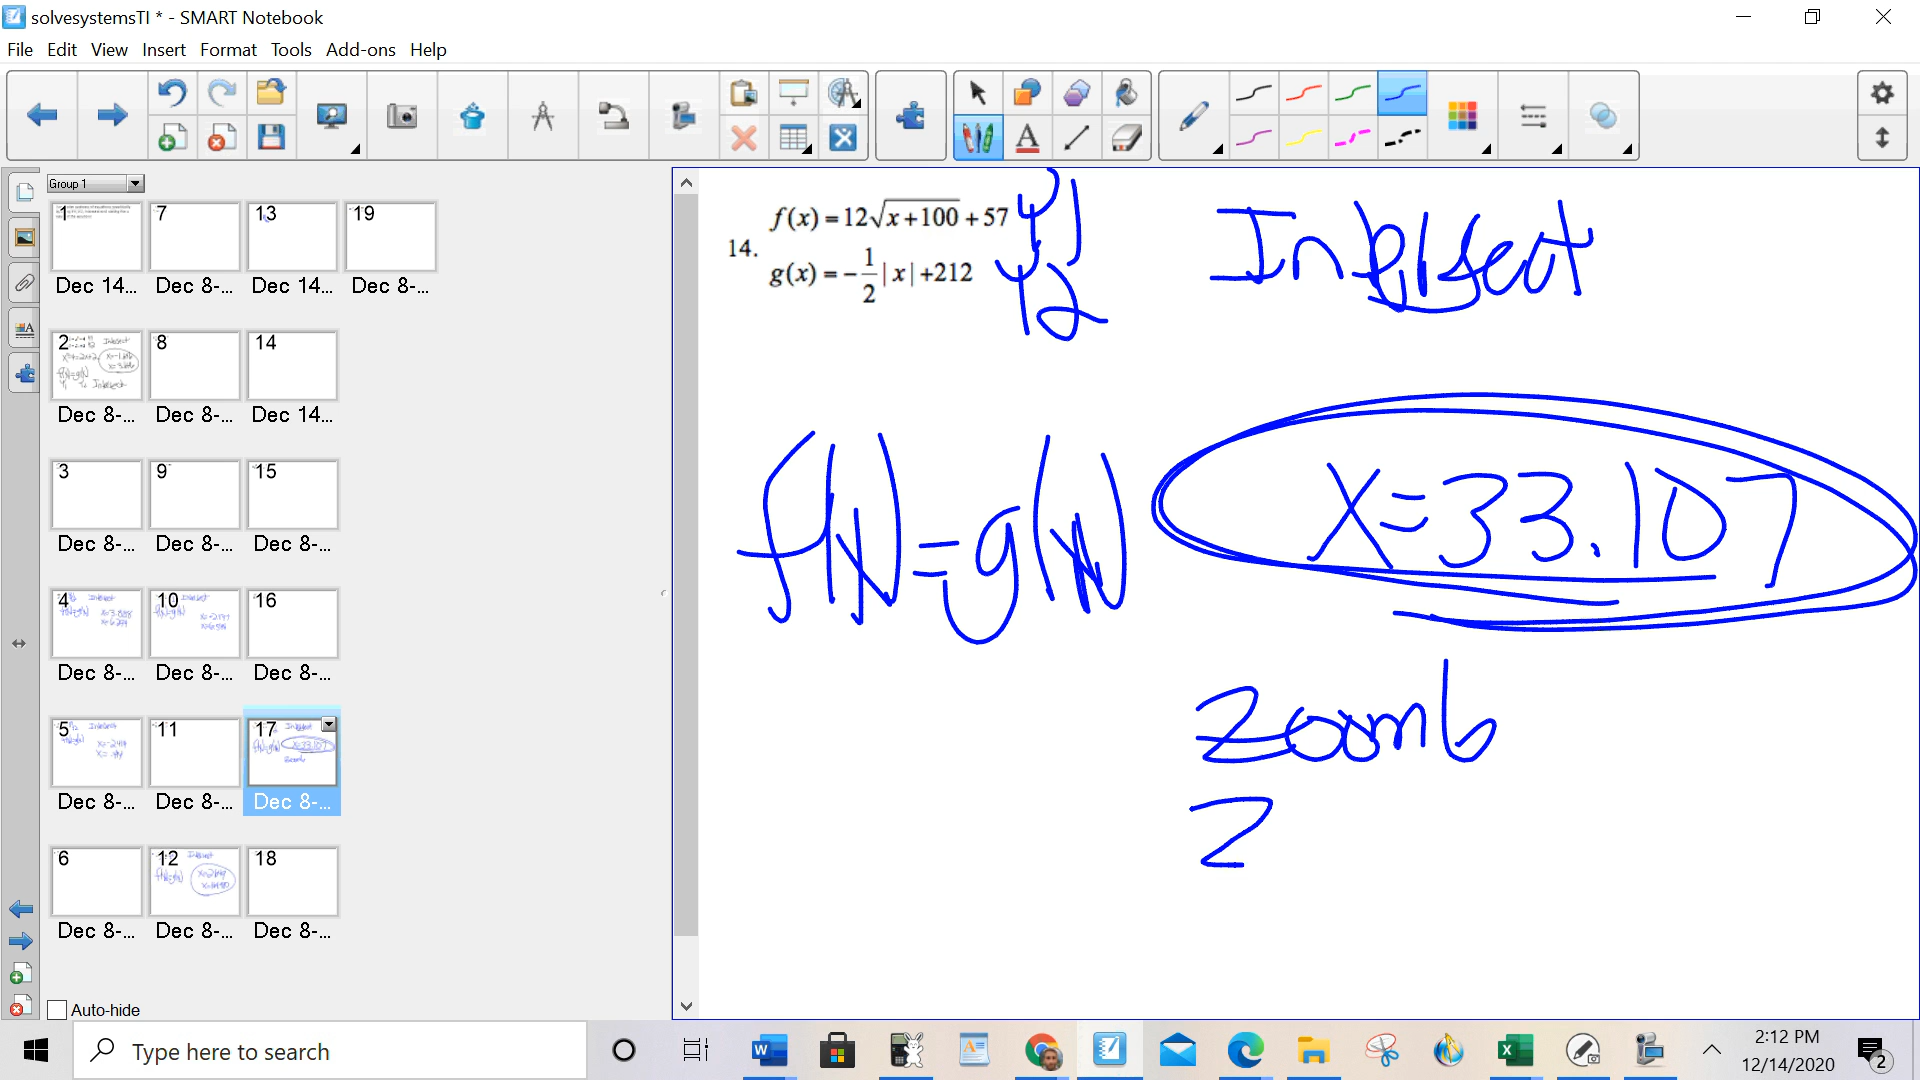 solvesystemsTI * - SMART Notebook
File Edit View Insert Format Tools Add-ons Help
Group 1
1 7 13 19
Dec 14... Dec 8-... Dec 14... Dec 8-...
2 8 14
Dec 8-... Dec 8-... Dec 14...
3 9 15
Dec 8-... Dec 8-... Dec 8-...
4 10 16
Dec 8-... Dec 8-... Dec 8-...
5 11 17
Dec 8-... Dec 8-... Dec 8-...
6 12 18
Dec 8-... Dec 8-... Dec 8-...
Auto-hide
14.
f(x) = 12√x+100 + 57 Y1
g(x) = -1/2 |x| +212 Y2
Intersect
f(x)=g(x)
x=33.107
Zoom 6
Z
Type here to search
2:12 PM
12/14/2020
2